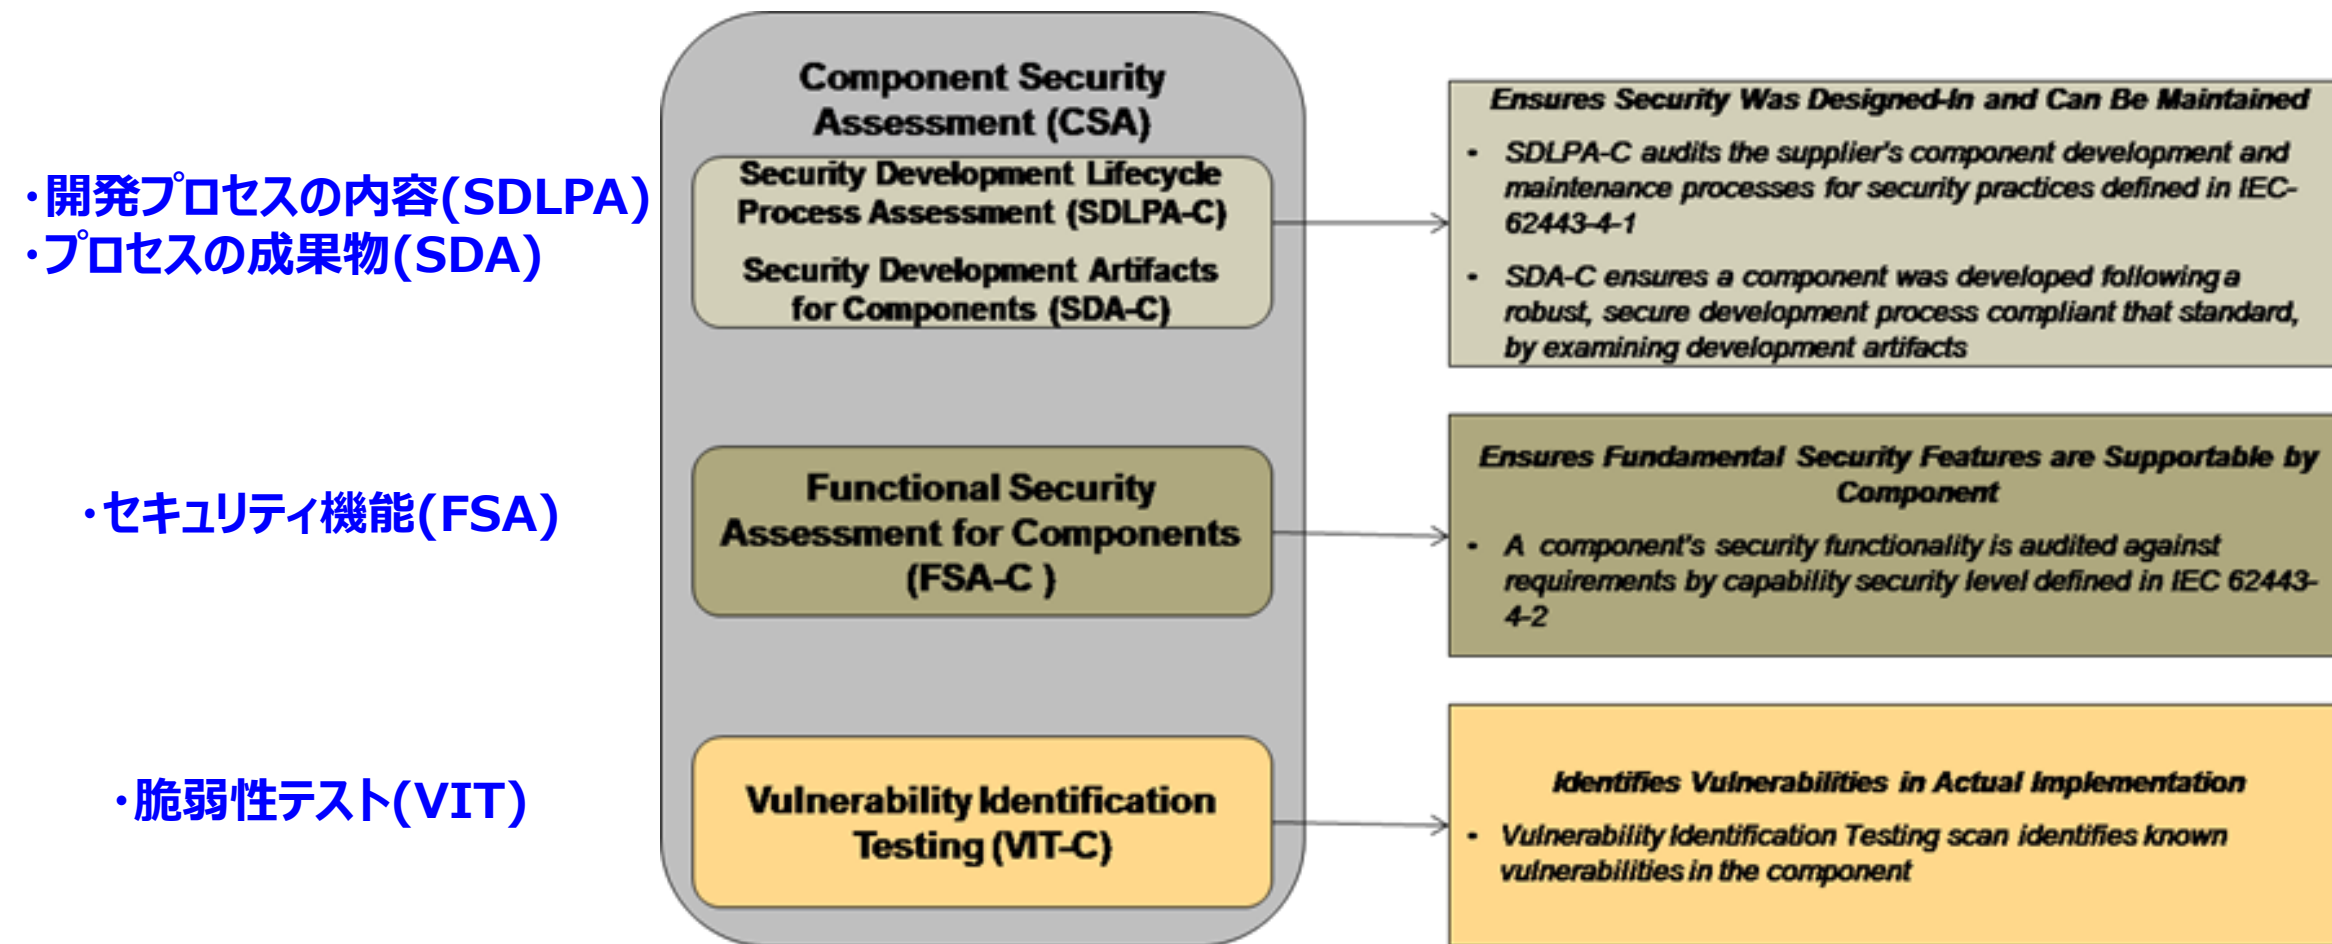 ・開発プロセスの内容(SDLPA)
・プロセスの成果物(SDA)
・セキュリティ機能(FSA)
・脆弱性テスト(VIT)
Component Security
Assessment (CSA)
Security Development Lifecycle
Process Assessment (SDLPA-C)
Security Development Artifacts
for Components (SDA-C)
Functional Security
Assessment for Components
(FSA-C )
Vulnerability Identification
Testing (VIT-C)
Ensures Security Was Designed-In and Can Be Maintained
• SDLPA-C audits the supplier's component development and
maintenance processes for security practices defined in IEC-
62443-4-1
• SDA-C ensures a component was developed following a
robust, secure development process compliant that standard,
by examining development artifacts
Ensures Fundamental Security Features are Supportable by
Component
• A component's security functionality is audited against
requirements by capability security level defined in IEC 62443-
4-2
Identifies Vulnerabilities in Actual Implementation
• Vulnerability Identification Testing scan identifies known
vulnerabilities in the component